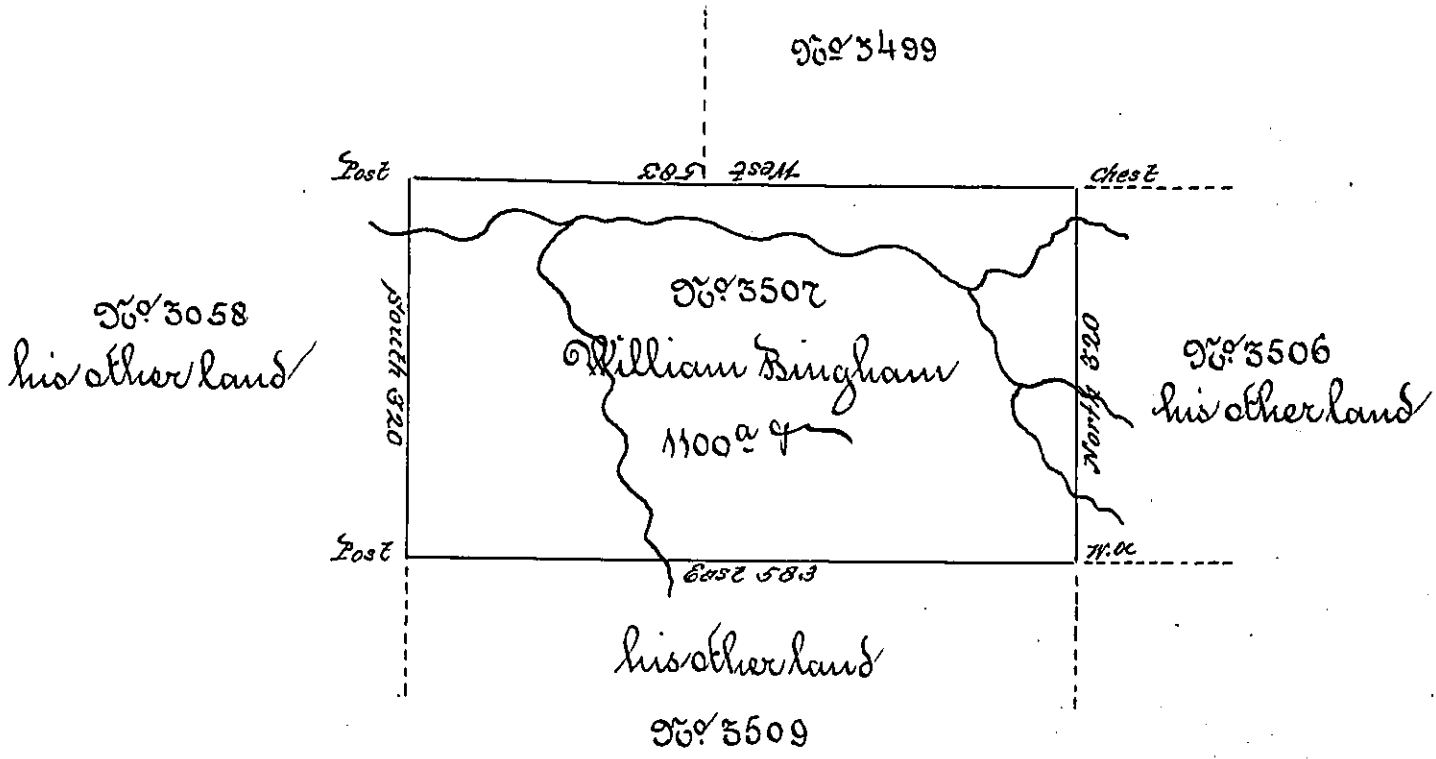 No. 3499
Post
West 583
Chest
No. 3058
his other land
South 320
No. 3507
William Bingham
1100 a
North 320
No. 3506
his other land
Post
East 583
W. O
his other land
No. 3509